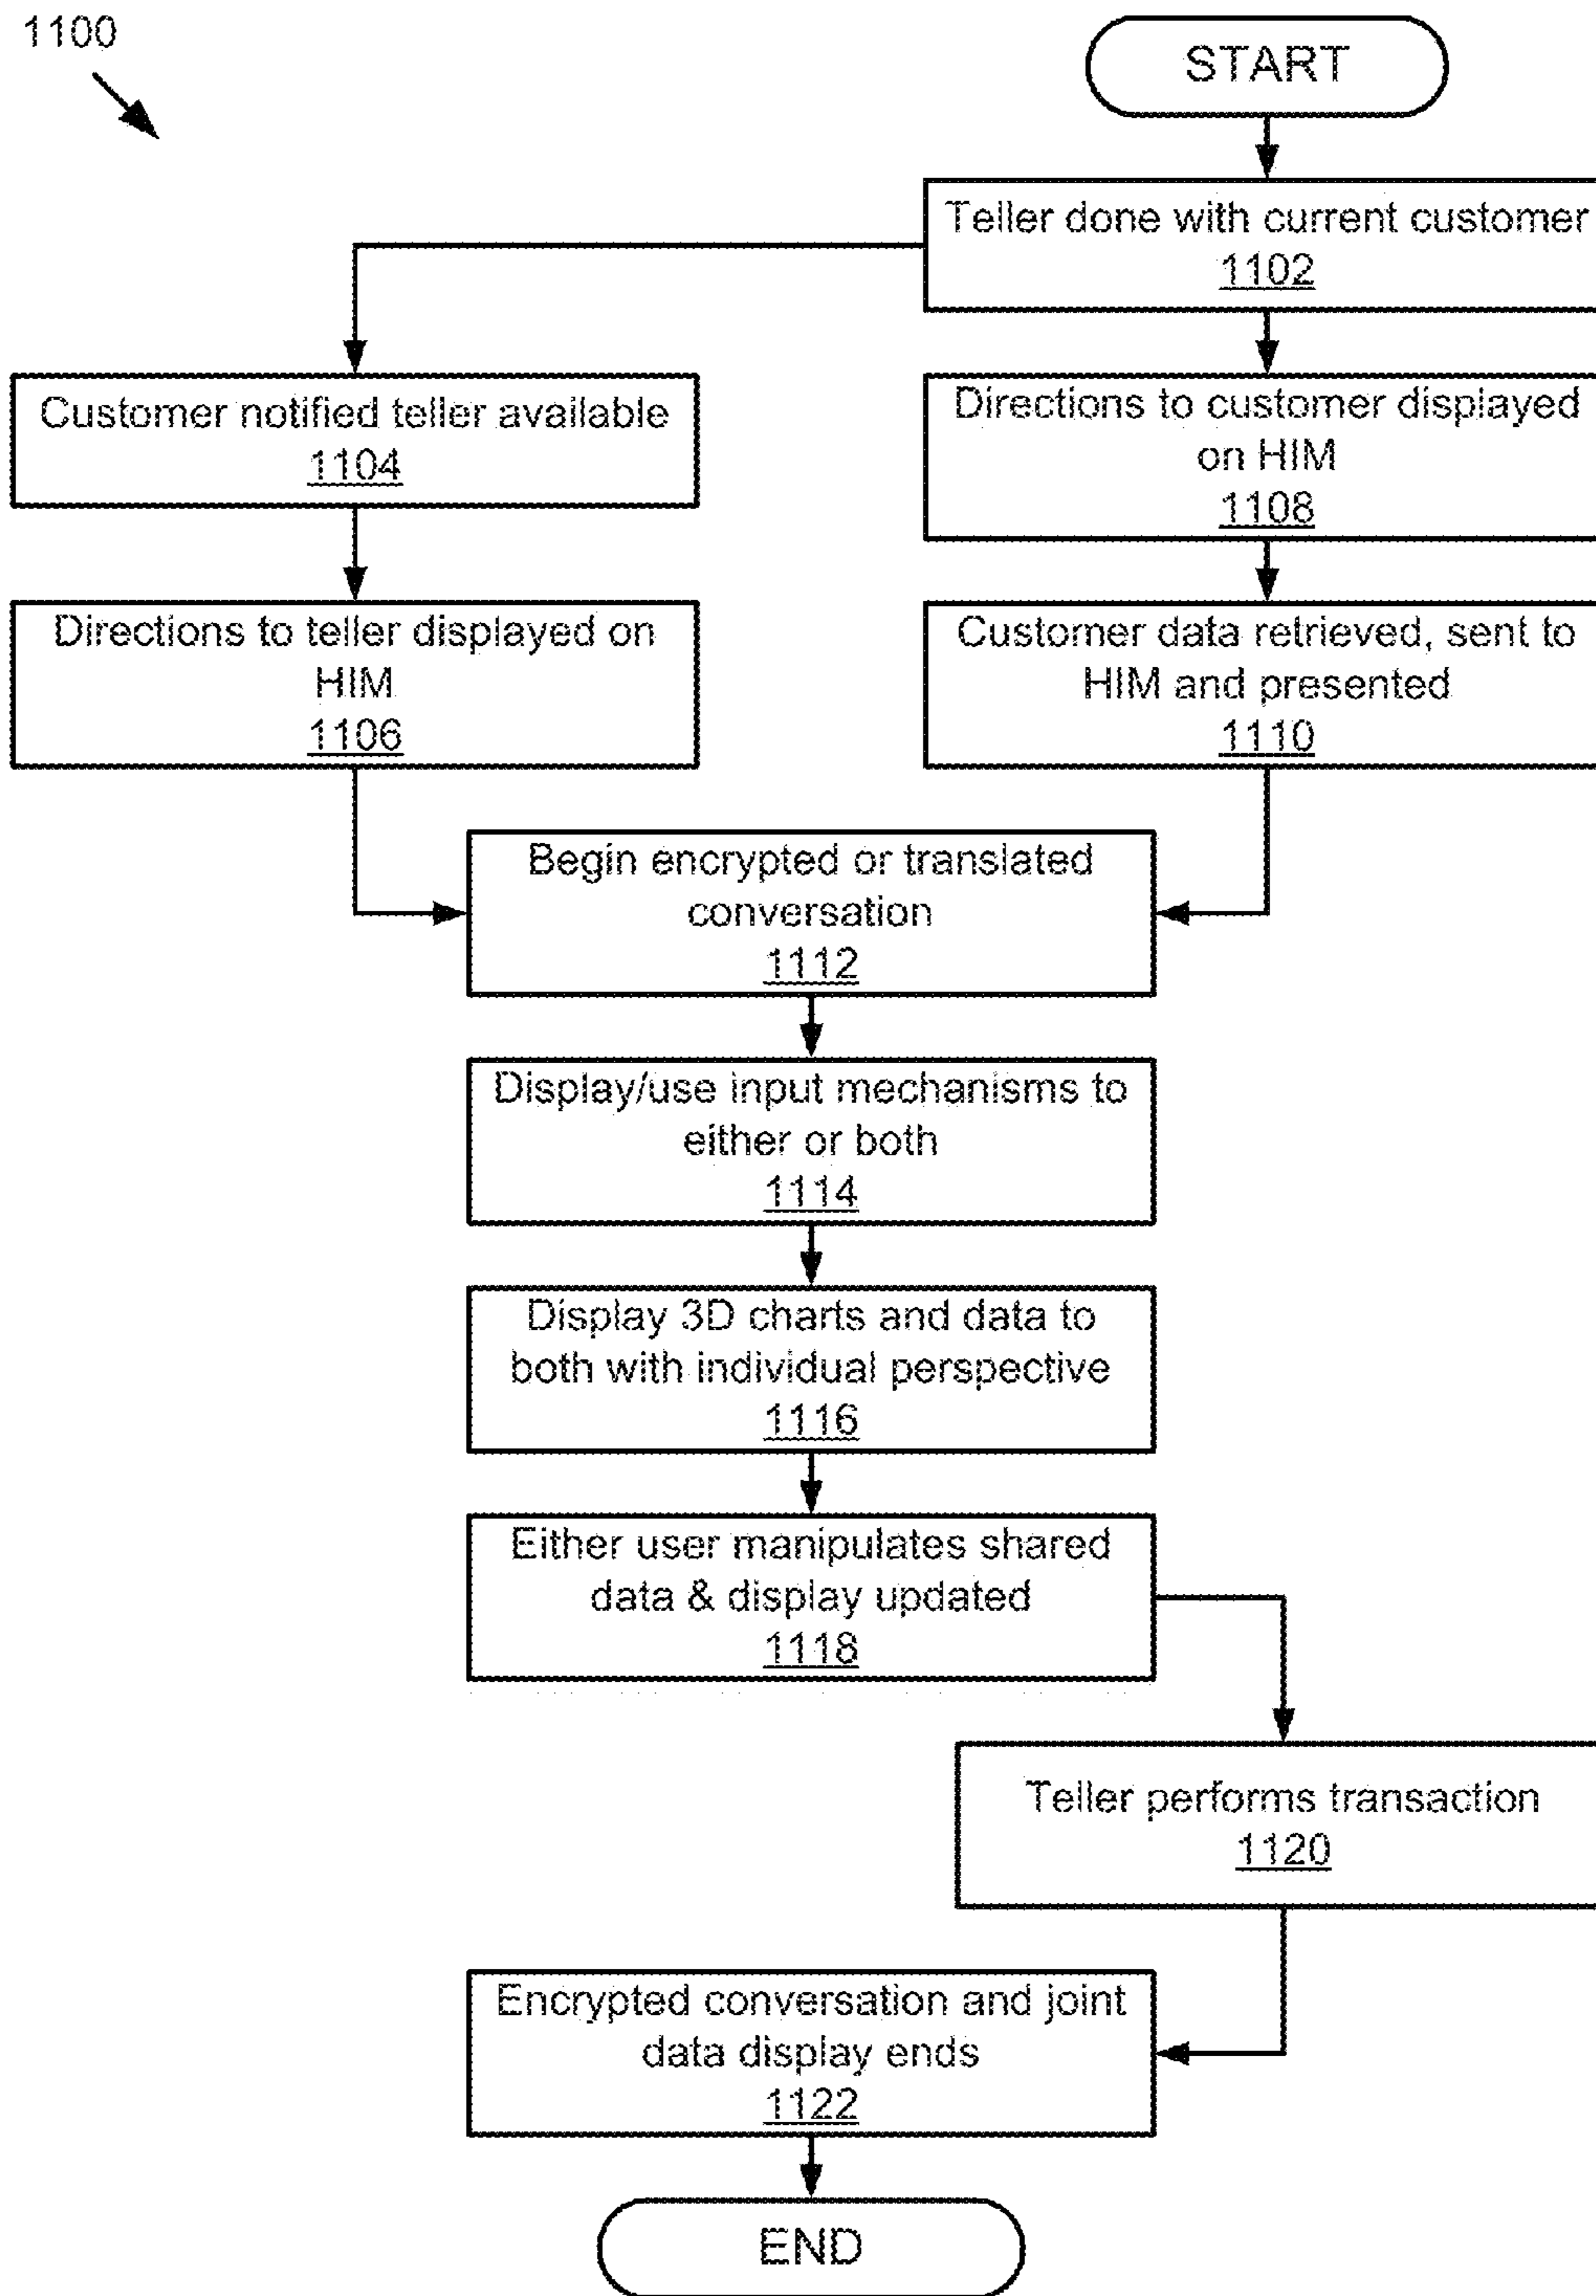 1100
START
Teller done with current customer
1102
Customer notified teller available
1104
Directions to customer displayed
on HIM
1108
Directions to teller displayed on
HIM
1106
Customer data retrieved, sent to
HIM and presented
1110
Begin encrypted or translated
conversation
1112
Display/use input mechanisms to
either or both
1114
Display 3D charts and data to
both with individual perspective
1116
Either user manipulates shared
data & display updated
1118
Teller performs transaction
1120
Encrypted conversation and joint
data display ends
1122
END